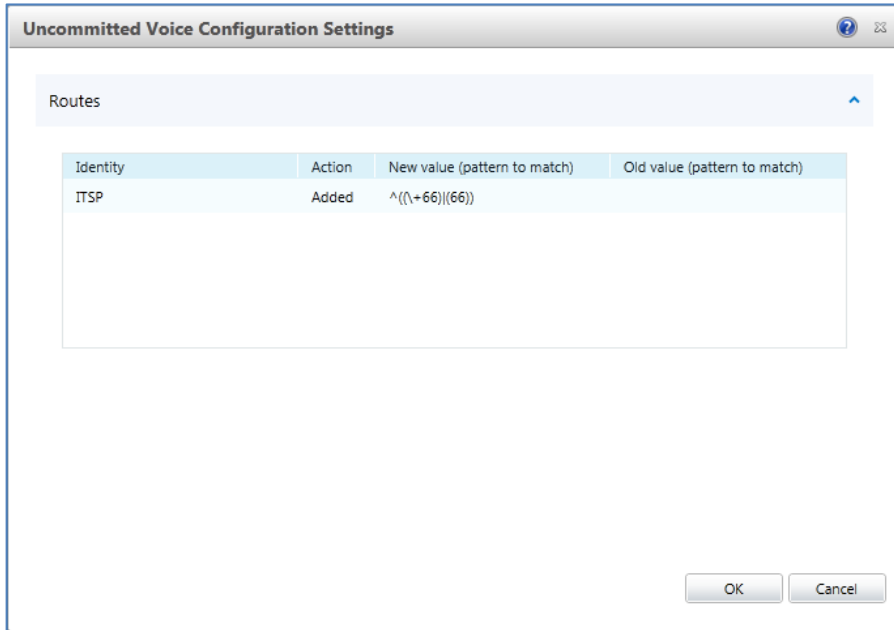 Uncommitted Voice Configuration Settings
Routes
Identity Action New value (pattern to match) Old value (pattern to match)
ITSP Added ^((\+66)|(66))
OK Cancel